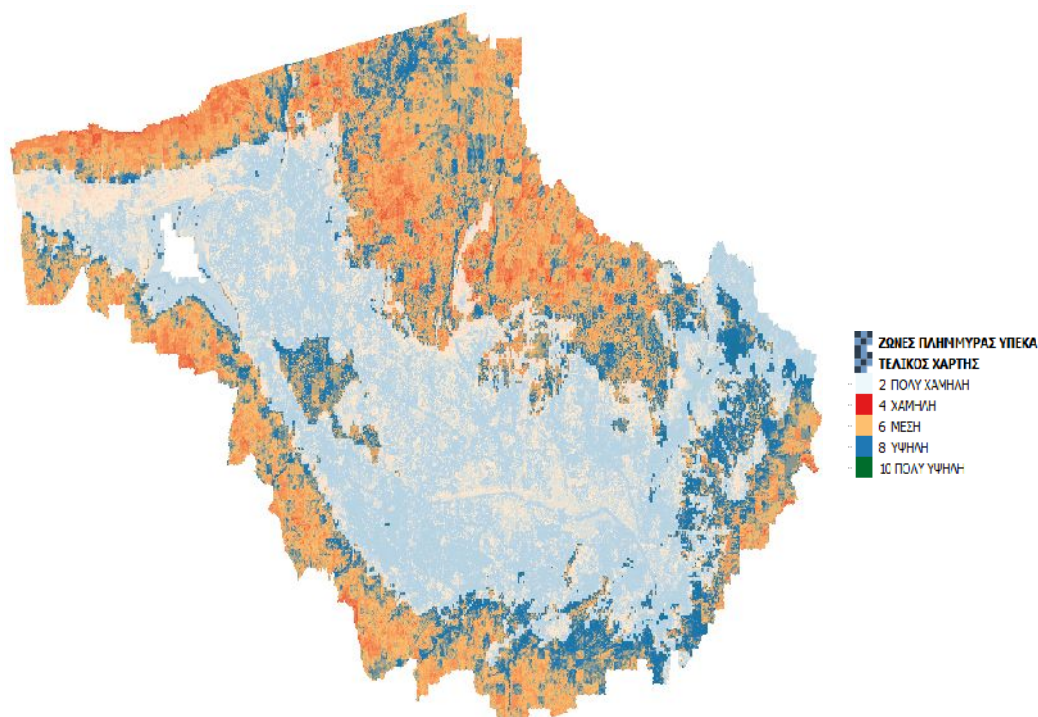 ΖΩΝΕΣ ΠΛΗΜΜΥΡΑΣ ΥΠΕΚΑ
ΤΕΛΙΚΟΣ ΧΑΡΤΗΣ
2 ΠΟΛΥ ΧΑΜΗΛΗ
4 ΧΑΜΗΛΗ
6 ΜΕΣΗ
8 ΥΨΗΛΗ
10 ΠΟΛΥ ΥΨΗΛΗ